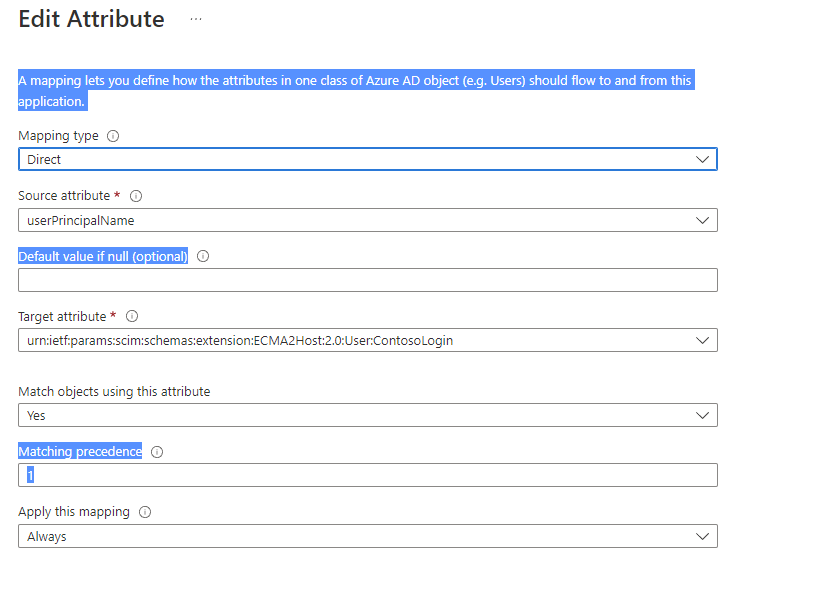 Edit Attribute ...
A mapping lets you define how the attributes in one class of Azure AD object (e.g. Users) should flow to and from this
application.
Mapping type
Direct
Source attribute *
userPrincipalName
Default value if null (optional)
Target attribute *
urn:ietf:params:scim:schemas:extension:ECMA2Host:2.0:User:ContosoLogin
Match objects using this attribute
Yes
Matching precedence
1
Apply this mapping
Always